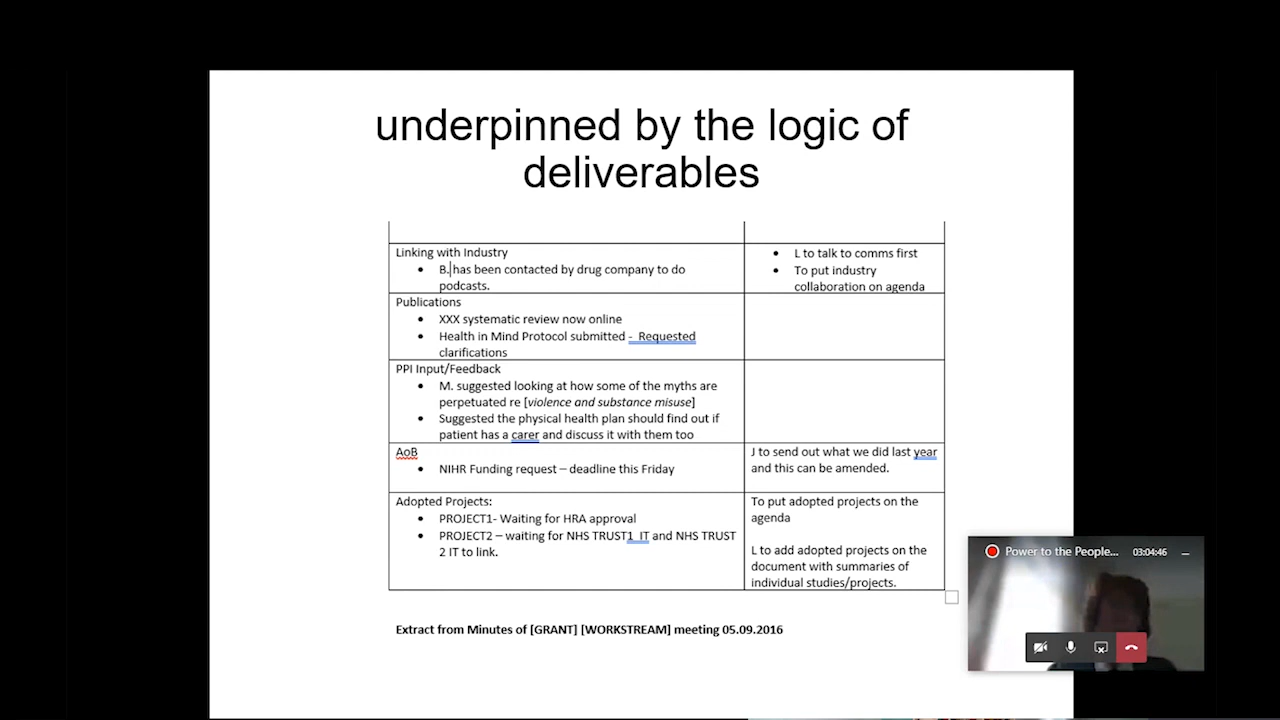 underpinned by the logic of
deliverables
Linking with Industry
• B. has been contacted by drug company to do
podcasts.
• L to talk to comms first
• To put industry
collaboration on agenda
Publications
• XXX systematic review now online
• Health in Mind Protocol submitted - Requested
clarifications
PPI Input/Feedback
• M. suggested looking at how some of the myths are
perpetuated re [violence and substance misuse]
• Suggested the physical health plan should find out if
patient has a carer and discuss it with them too
AoB
• NIHR Funding request – deadline this Friday
J to send out what we did last year
and this can be amended.
Adopted Projects:
• PROJECT1- Waiting for HRA approval
• PROJECT2 – waiting for NHS TRUST1 IT and NHS TRUST
2 IT to link.
To put adopted projects on the
agenda
L to add adopted projects on the
document with summaries of
individual studies/projects.
Extract from Minutes of [GRANT] [WORKSTREAM] meeting 05.09.2016
Power to the People... 03:04:46